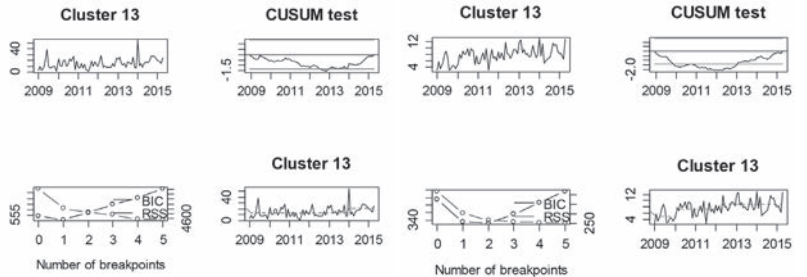 Cluster 13
CUSUM test
Cluster 13
CUSUM test
40
0
2009 2011 2013 2015
-1.5
2009 2011 2013 2015
12
4
2009 2011 2013 2015
-2.0
2009 2011 2013 2015
Cluster 13
Cluster 13
555
BIC
RSS
4600
0 1 2 3 4 5
Number of breakpoints
40
0
2009 2011 2013 2015
340
BIC
RSS
250
0 1 2 3 4 5
Number of breakpoints
12
4
2009 2011 2013 2015